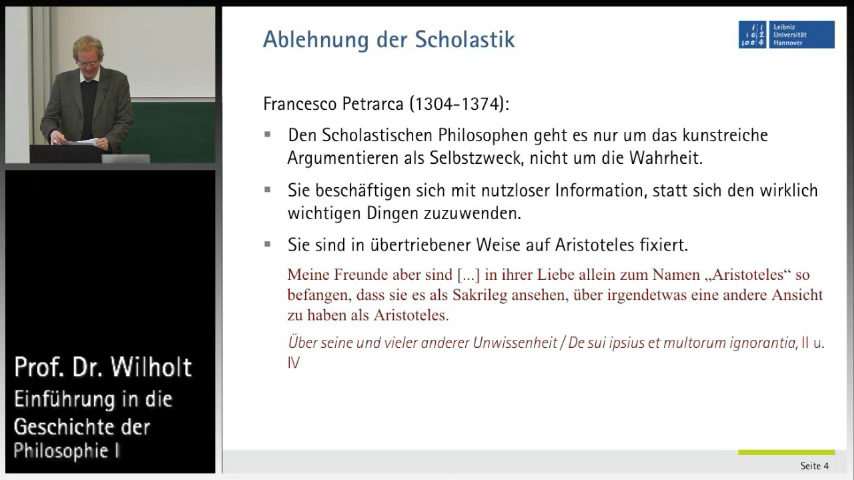 Ablehnung der Scholastik
Leibniz
Universität
Hannover
Francesco Petrarca (1304-1374):
Den Scholastischen Philosophen geht es nur um das kunstreiche
Argumentieren als Selbstzweck, nicht um die Wahrheit.
Sie beschäftigen sich mit nutzloser Information, statt sich den wirklich
wichtigen Dingen zuzuwenden.
Sie sind in übertriebener Weise auf Aristoteles fixiert.
Meine Freunde aber sind [...] in ihrer Liebe allein zum Namen „Aristoteles“ so
befangen, dass sie es als Sakrileg ansehen, über irgendetwas eine andere Ansicht
zu haben als Aristoteles.
Über seine und vieler anderer Unwissenheit / De sui ipsius et multorum ignorantia, II u.
IV
Prof. Dr. Wilholt
Einführung in die
Geschichte der
Philosophie I
Seite 4